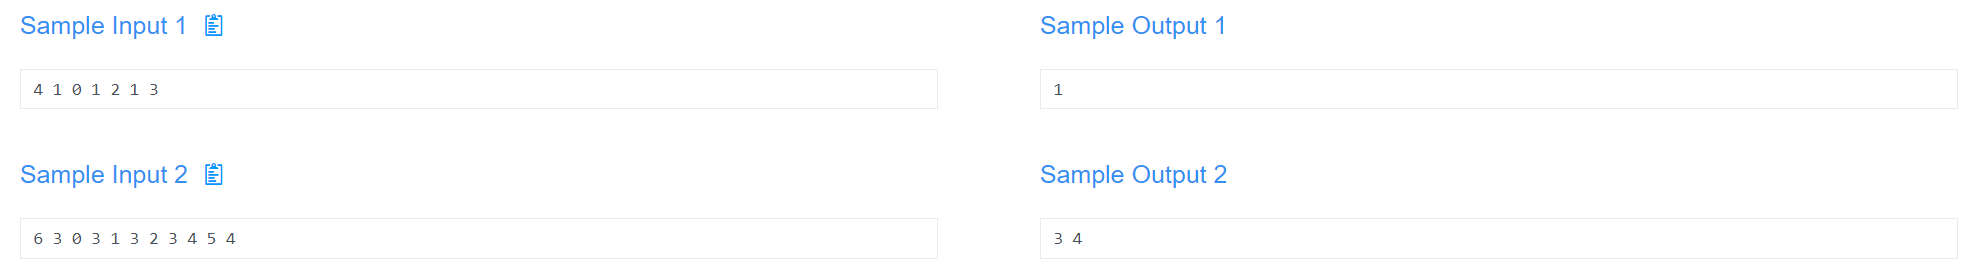 Sample Input 1
Sample Output 1
4 1 0 1 2 1 3
1
Sample Input 2
Sample Output 2
6 3 0 3 1 3 2 3 4 5 4
3 4